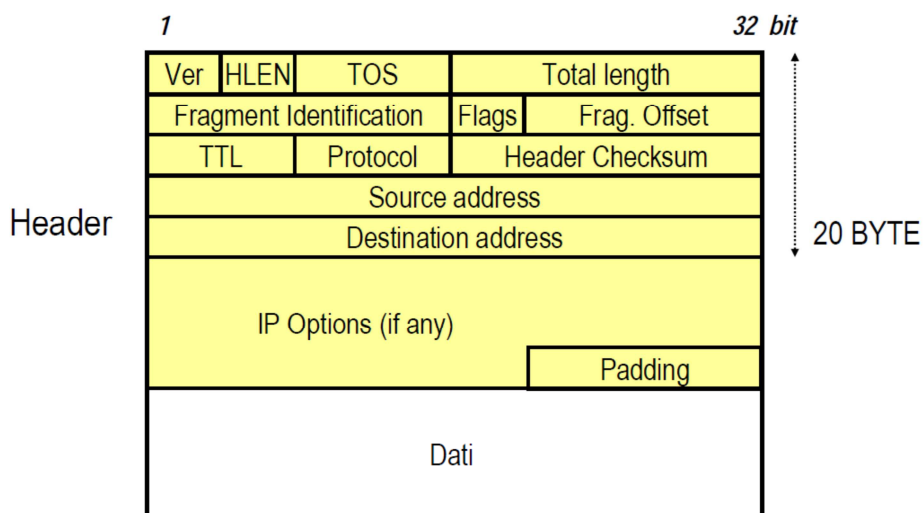 1 32 bit
Ver HLEN TOS Total length
Fragment Identification Flags Frag. Offset
TTL Protocol Header Checksum
Source address
Header Destination address 20 BYTE
IP Options (if any)
Padding
Dati